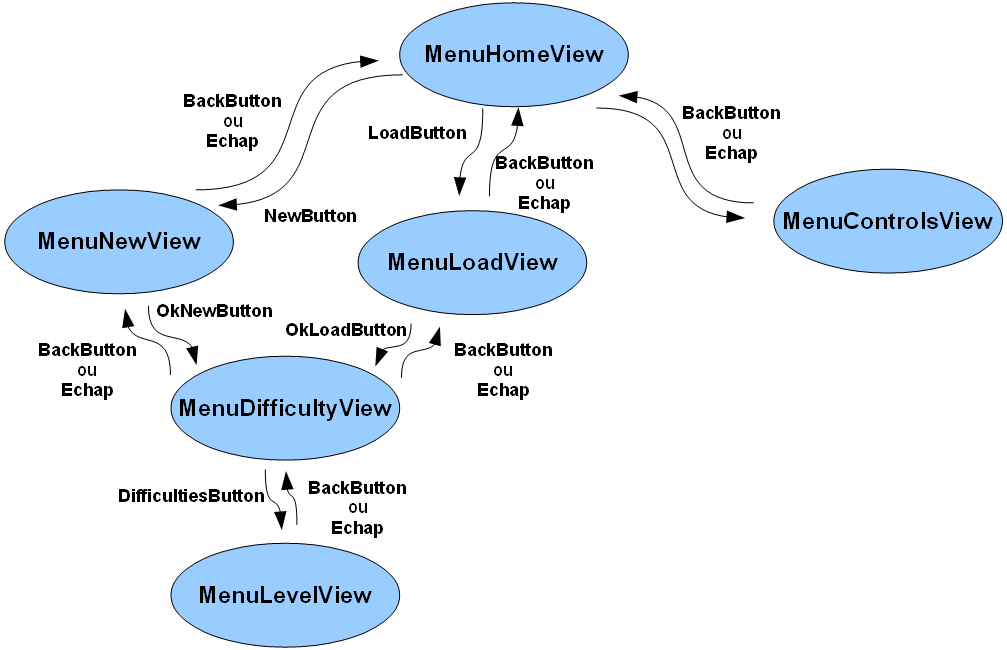 MenuHomeView
BackButton
ou
Echap
LoadButton
BackButton
ou
Echap
BackButton
ou
Echap
NewButton
MenuNewView
MenuLoadView
MenuControlsView
OkNewButton
OkLoadButton
BackButton
ou
Echap
BackButton
ou
Echap
MenuDifficultyView
DifficultiesButton
BackButton
ou
Echap
MenuLevelView